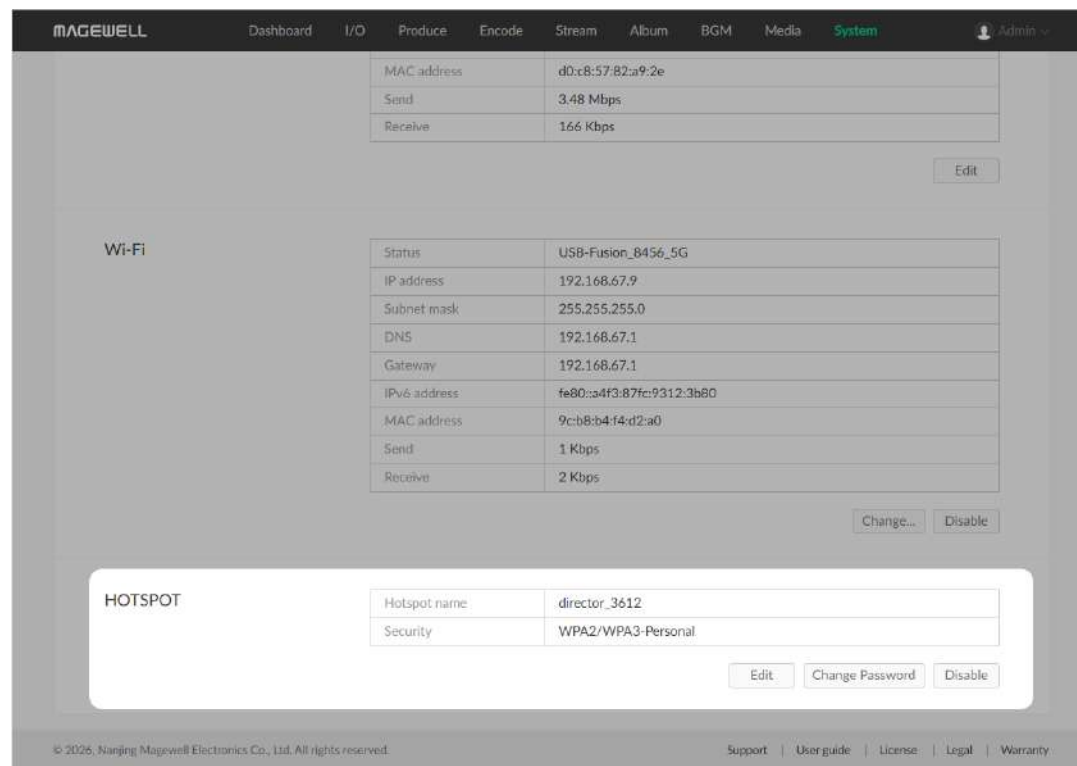 MAGEWELL Dashboard I/O Produce Encode Stream Album BGM Media System Admin
MAC address d0:c8:57:82:a9:2e
Send 3.48 Mbps
Receive 166 Kbps
Edit
Wi-Fi
Status USB-Fusion_8456_5G
IP address 192.168.67.9
Subnet mask 255.255.255.0
DNS 192.168.67.1
Gateway 192.168.67.1
IPv6 address fe80::a4f3:87fc:9312:3b80
MAC address 9c:b8:b4:f4:d2:a0
Send 1 Kbps
Receive 2 Kbps
Change... Disable
HOTSPOT
Hotspot name director_3612
Security WPA2/WPA3-Personal
Edit Change Password Disable
© 2026, Nanjing Magewell Electronics Co., Ltd. All rights reserved. Support | User guide | License | Legal | Warranty